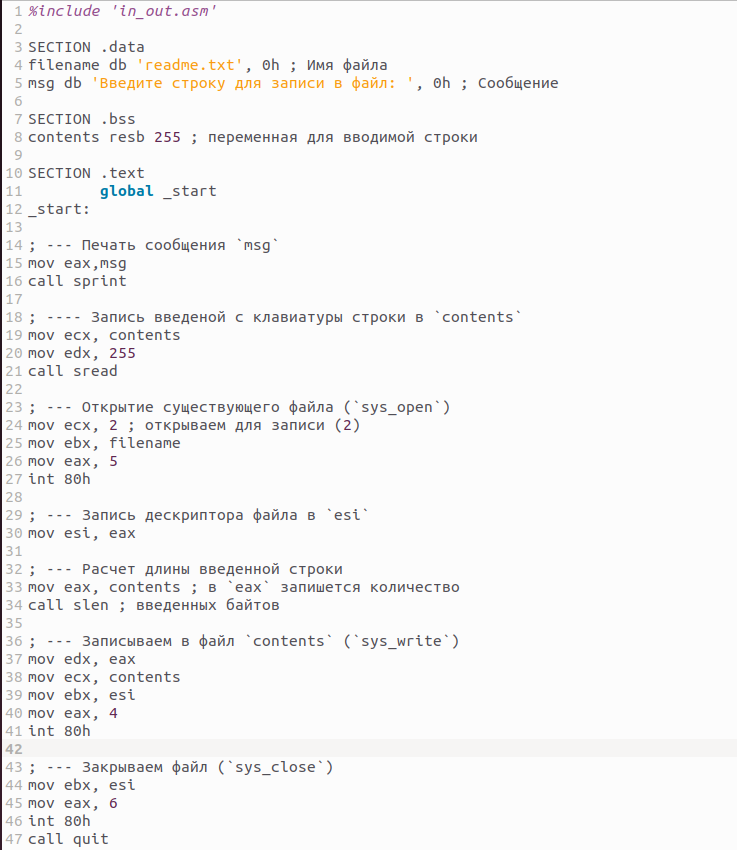 1 %include 'in_out.asm'
2
3 SECTION .data
4 filename db 'readme.txt', 0h ; Имя файла
5 msg db 'Введите строку для записи в файл: ', 0h ; Сообщение
6
7 SECTION .bss
8 contents resb 255 ; переменная для вводимой строки
9
10 SECTION .text
11 global _start
12 _start:
13
14 ; --- Печать сообщения `msg`
15 mov eax,msg
16 call sprint
17
18 ; ---- Запись введеной с клавиатуры строки в `contents`
19 mov ecx, contents
20 mov edx, 255
21 call sread
22
23 ; --- Открытие существующего файла (`sys_open`)
24 mov ecx, 2 ; открываем для записи (2)
25 mov ebx, filename
26 mov eax, 5
27 int 80h
28
29 ; --- Запись дескриптора файла в `esi`
30 mov esi, eax
31
32 ; --- Расчет длины введенной строки
33 mov eax, contents ; в `eax` запишется количество
34 call slen ; введенных байтов
35
36 ; --- Записываем в файл `contents` (`sys_write`)
37 mov edx, eax
38 mov ecx, contents
39 mov ebx, esi
40 mov eax, 4
41 int 80h
42
43 ; --- Закрываем файл (`sys_close`)
44 mov ebx, esi
45 mov eax, 6
46 int 80h
47 call quit